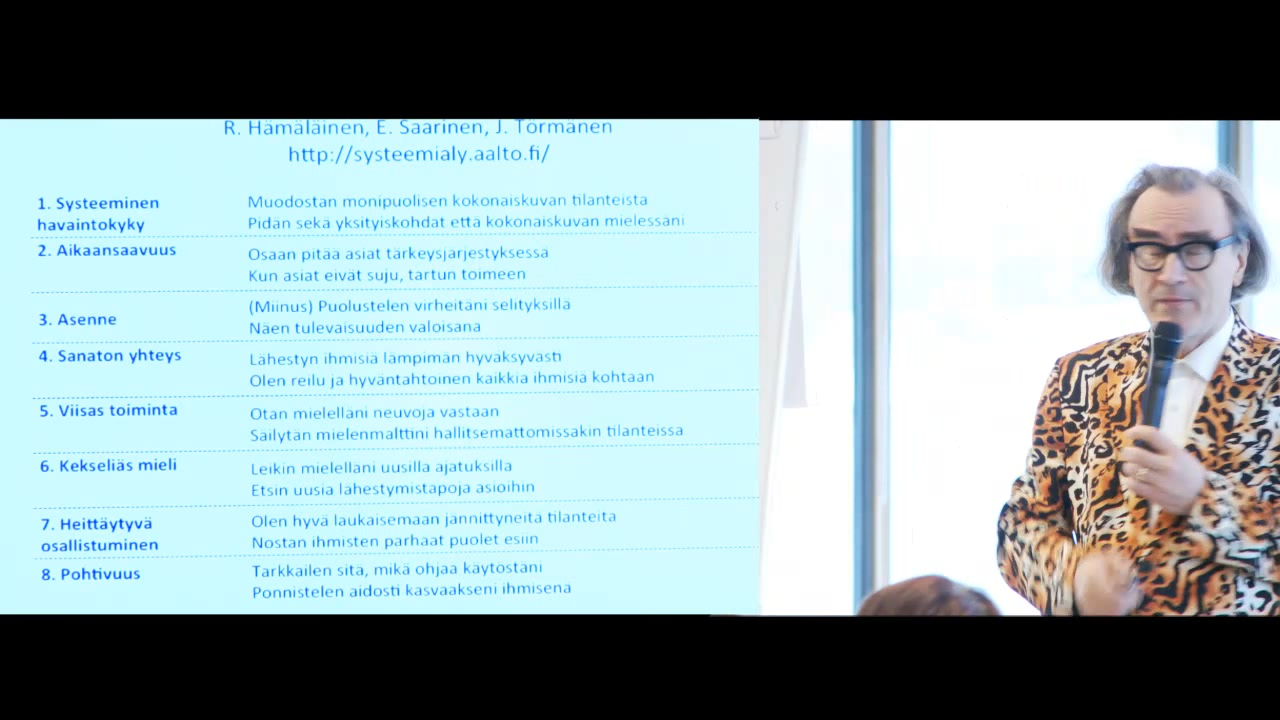 R. Hämäläinen, E. Saarinen, J. Törmänen
http://systeemialy.aalto.fi/
1. Systeeminen havaintokyky
Muodostan monipuolisen kokonaiskuvan tilanteista
Pidän sekä yksityiskohdat että kokonaiskuvan mielessäni
2. Aikaansaavuus
Osaan pitää asiat tärkeysjärjestyksessä
Kun asiat eivät suju, tartun toimeen
3. Asenne
(Miinus) Puolustelen virheitäni selityksillä
Näen tulevaisuuden valoisana
4. Sanaton yhteys
Lähestyn ihmisiä lämpimän hyväksyvästi
Olen reilu ja hyväntahtoinen kaikkia ihmisiä kohtaan
5. Viisas toiminta
Otan mielelläni neuvoja vastaan
Säilytän mielenmalttini hallitsemattomissakin tilanteissa
6. Kekseliäs mieli
Leikin mielelläni uusilla ajatuksilla
Etsin uusia lähestymistapoja asioihin
7. Heittäytyvä osallistuminen
Olen hyvä laukaisemaan jännittyneitä tilanteita
Nostan ihmisten parhaat puolet esiin
8. Pohtivuus
Tarkkailen sitä, mikä ohjaa käytöstäni
Ponnistelen aidosti kasvaakseni ihmisenä